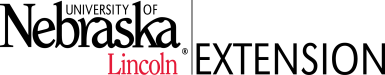 UNIVERSITY OF
Nebraska
Lincoln® EXTENSION